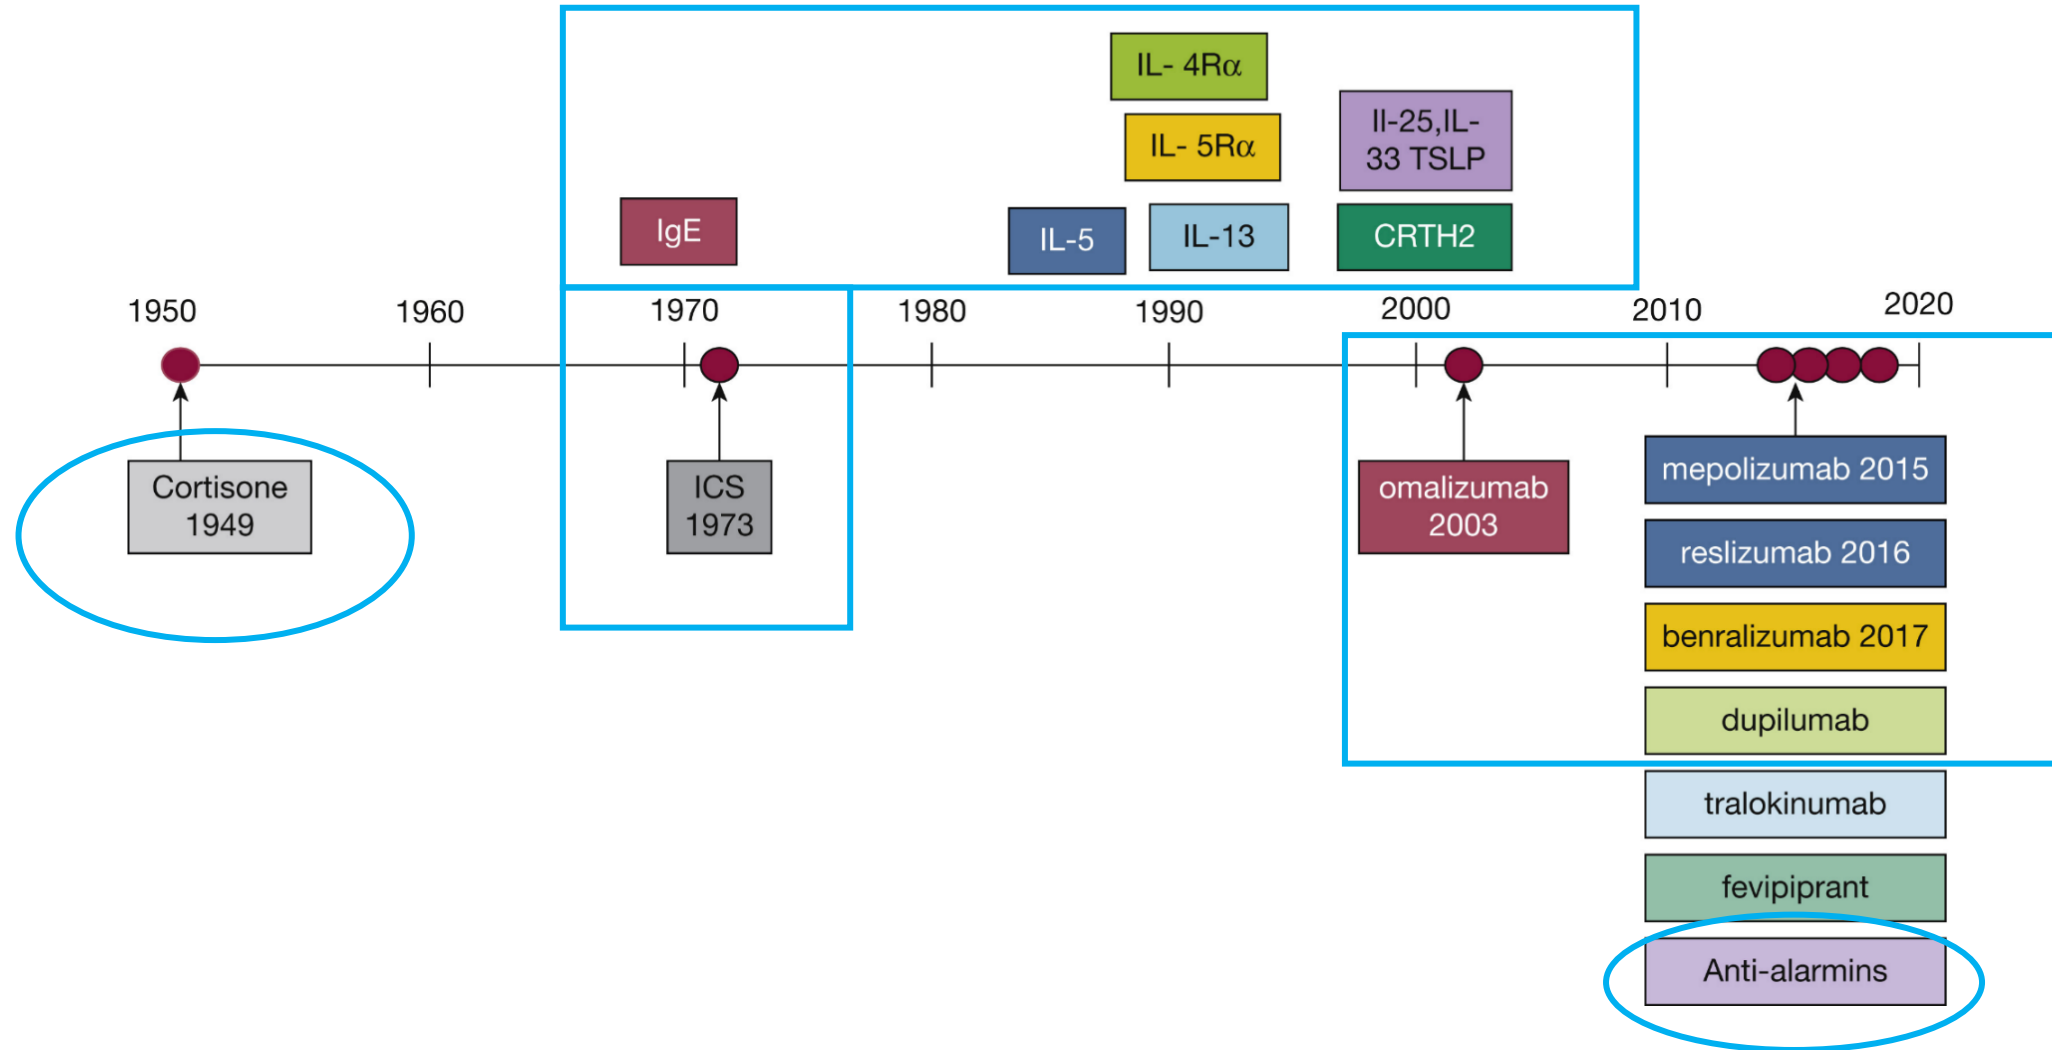 IL- 4Rα
IL- 5Rα
Il-25,IL-
33 TSLP
IgE
IL-5
IL-13
CRTH2
1950
1960
1970
1980
1990
2000
2010
2020
Cortisone
1949
ICS
1973
omalizumab
2003
mepolizumab 2015
reslizumab 2016
benralizumab 2017
dupilumab
tralokinumab
fevipiprant
Anti-alarmins